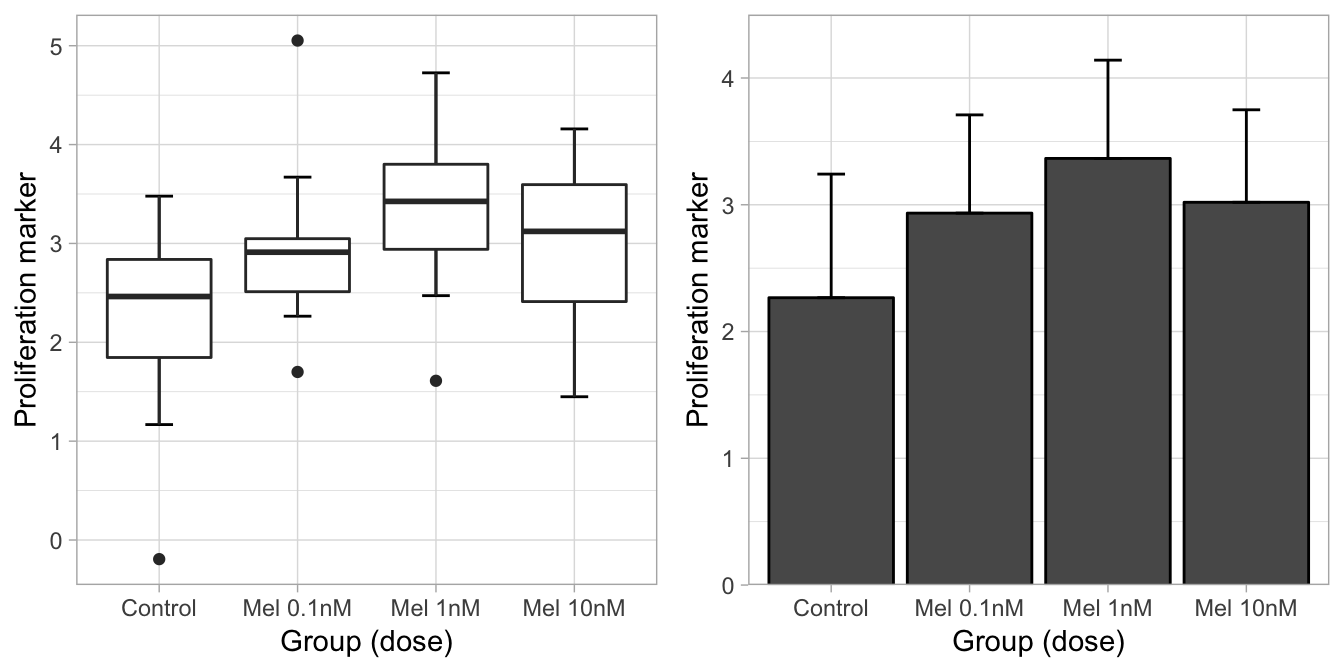 Proliferation marker
5
4
3
2
1
0
Control Mel 0.1nM Mel 1nM Mel 10nM
Group (dose)
Proliferation marker
4
3
2
1
0
Control Mel 0.1nM Mel 1nM Mel 10nM
Group (dose)